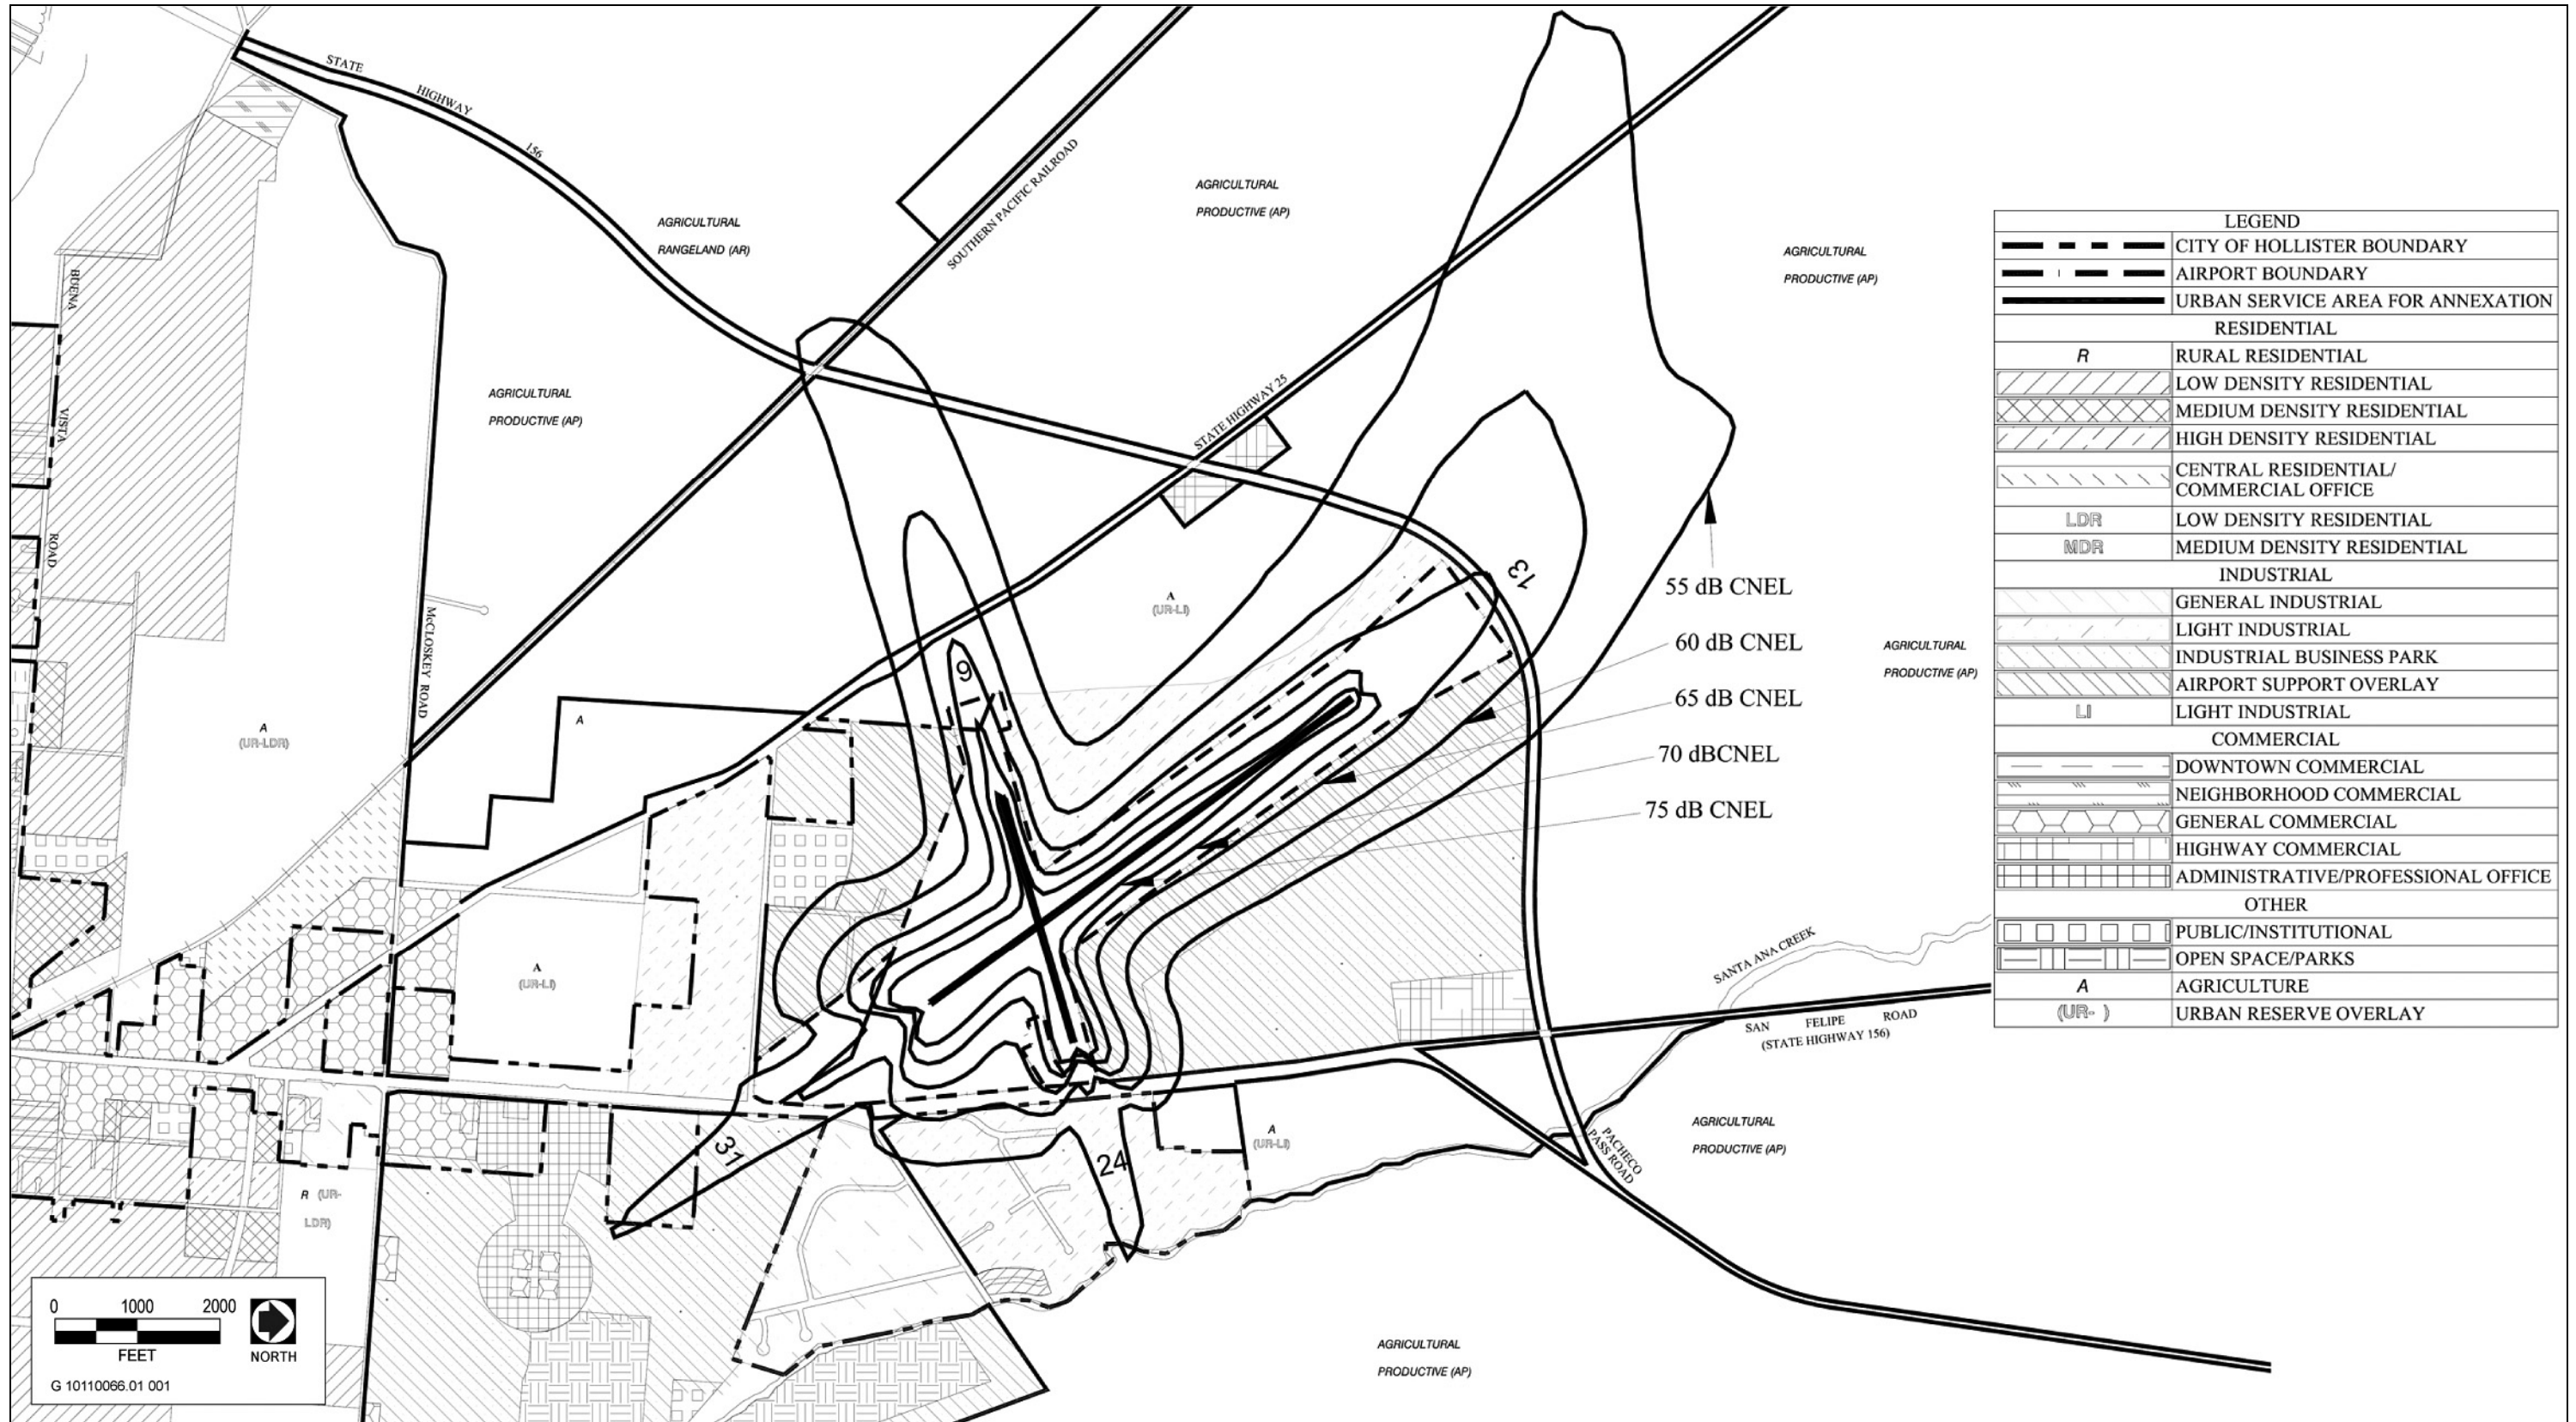 STATE
HIGHWAY
156
SOUTHERN PACIFIC RAILROAD
AGRICULTURAL
RANGELAND (AR)
AGRICULTURAL
PRODUCTIVE (AP)
AGRICULTURAL
PRODUCTIVE (AP)
AGRICULTURAL
PRODUCTIVE (AP)
STATE HIGHWAY 25
BUENA
VISTA
ROAD
McCLOSKEY ROAD
A
(UR-LDR)
A
A
(UR-LI)
A
(UR-LI)
9
13
55 dB CNEL
60 dB CNEL
65 dB CNEL
70 dBCNEL
75 dB CNEL
AGRICULTURAL
PRODUCTIVE (AP)
SANTA ANA CREEK
SAN FELIPE ROAD
(STATE HIGHWAY 156)
PACHECO
PASS ROAD
AGRICULTURAL
PRODUCTIVE (AP)
A
(UR-LI)
31
24
R (UR-
LDR)
AGRICULTURAL
PRODUCTIVE (AP)
LEGEND
CITY OF HOLLISTER BOUNDARY
AIRPORT BOUNDARY
URBAN SERVICE AREA FOR ANNEXATION
RESIDENTIAL
R RURAL RESIDENTIAL
LOW DENSITY RESIDENTIAL
MEDIUM DENSITY RESIDENTIAL
HIGH DENSITY RESIDENTIAL
CENTRAL RESIDENTIAL/
COMMERCIAL OFFICE
LDR LOW DENSITY RESIDENTIAL
MDR MEDIUM DENSITY RESIDENTIAL
INDUSTRIAL
GENERAL INDUSTRIAL
LIGHT INDUSTRIAL
INDUSTRIAL BUSINESS PARK
AIRPORT SUPPORT OVERLAY
LI LIGHT INDUSTRIAL
COMMERCIAL
DOWNTOWN COMMERCIAL
NEIGHBORHOOD COMMERCIAL
GENERAL COMMERCIAL
HIGHWAY COMMERCIAL
ADMINISTRATIVE/PROFESSIONAL OFFICE
OTHER
PUBLIC/INSTITUTIONAL
OPEN SPACE/PARKS
A AGRICULTURE
(UR- ) URBAN RESERVE OVERLAY
0 1000 2000
FEET
NORTH
G 10110066.01 001